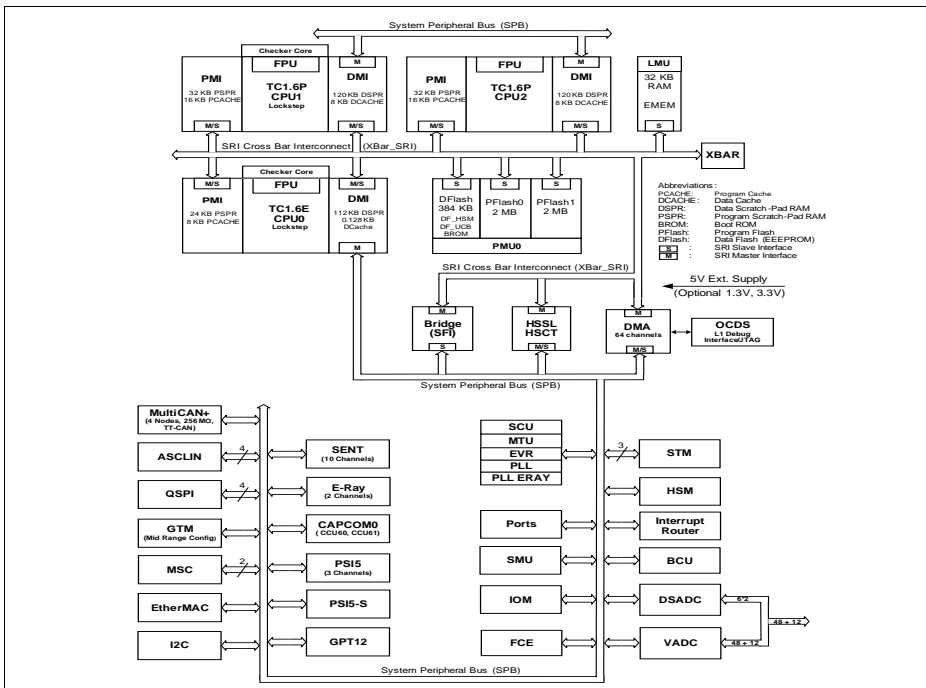 System Peripheral Bus (SPB)
Checker Core
FPU
PMI
32 KB PSPR
16 KB PCACHE
TC1.6P
CPU1
Lockstep
M
DMI
120 KB DSPR
8 KB DCACHE
M/S
M/S
PMI
32 KB PSPR
16 KB PCACHE
FPU
TC1.6P
CPU2
M
DMI
120 KB DSPR
8 KB DCACHE
M/S
M/S
LMU
32 KB
RAM
EMEM
S
SRI Cross Bar Interconnect (XBar_SRI)
XBAR
Checker Core
FPU
M/S
PMI
24 KB PSPR
8 KB PCACHE
TC1.6E
CPU0
Lockstep
M/S
DMI
112 KB DSPR
0.128 KB
DCache
M
S
DFlash
384 KB
DF_HSM
DF_UCB
BROM
S
PFlash0
2 MB
S
PFlash1
2 MB
PMU0
Abbreviations :
PCACHE: Program Cache
DCACHE: Data Cache
DSPR: Data Scratch-Pad RAM
PSPR: Program Scratch-Pad RAM
BROM: Boot ROM
PFlash: Program Flash
DFlash: Data Flash (EEEPROM)
S : SRI Slave Interface
M : SRI Master Interface
SRI Cross Bar Interconnect (XBar_SRI)
5V Ext. Supply
(Optional 1.3V, 3.3V)
M
Bridge
(SFI)
S
M
HSSL
HSCT
M/S
M
DMA
64 channels
M/S
OCDS
L1 Debug
Interface/JTAG
System Peripheral Bus (SPB)
MultiCAN+
(4 Nodes, 256 MO,
TT-CAN)
ASCLIN
4
QSPI
4
GTM
(Mid Range Config)
MSC
2
EtherMAC
I2C
SENT
(10 Channels)
E-Ray
(2 Channels)
CAPCOM0
( CCU60, CCU61)
PSI5
(3 Channels)
PSI5-S
GPT12
SCU
MTU
EVR
PLL
PLL ERAY
Ports
SMU
IOM
FCE
3
STM
HSM
Interrupt
Router
BCU
DSADC
6*2
VADC
48 + 12
48 + 12
System Peripheral Bus (SPB)